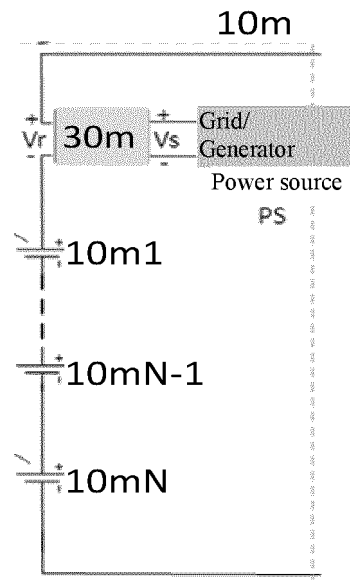 10m
+ + Grid/
Vr 30m Vs Generator
- -
Power source
PS
+
10m1
+
10mN-1
+
10mN